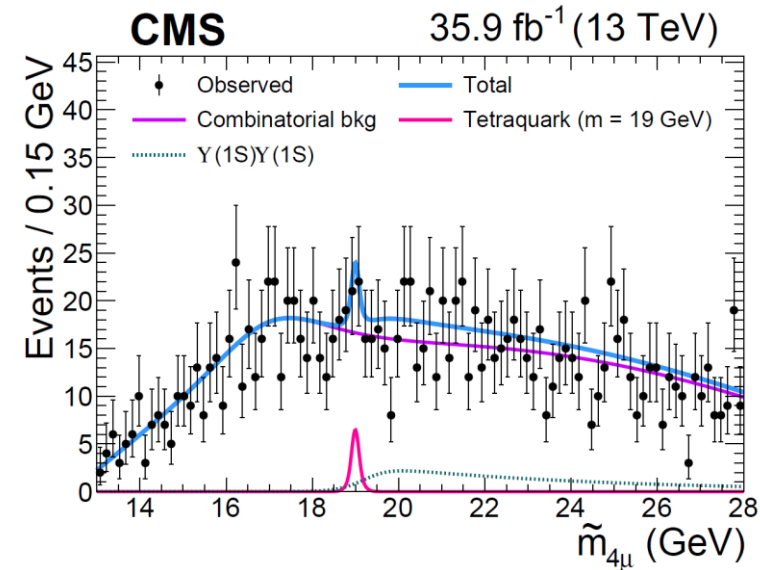 CMS 35.9 fb⁻¹ (13 TeV)
Events / 0.15 GeV
45
40
35
30
25
20
15
10
5
0
Observed Total
Combinatorial bkg Tetraquark (m = 19 GeV)
ϒ(1S)ϒ(1S)
14 16 18 20 22 24 26 28
m̃4μ (GeV)